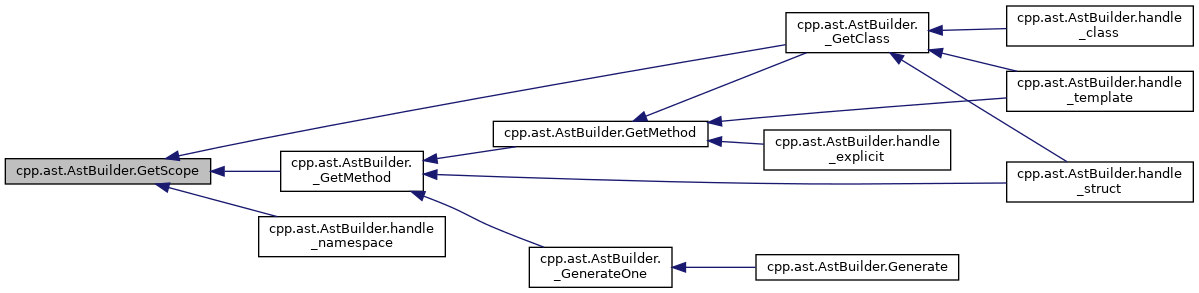 cpp.ast.AstBuilder.GetScope
cpp.ast.AstBuilder.
_GetClass
cpp.ast.AstBuilder.handle
_class
cpp.ast.AstBuilder.handle
_template
cpp.ast.AstBuilder.GetMethod
cpp.ast.AstBuilder.handle
_explicit
cpp.ast.AstBuilder.
_GetMethod
cpp.ast.AstBuilder.handle
_struct
cpp.ast.AstBuilder.handle
_namespace
cpp.ast.AstBuilder.
_GenerateOne
cpp.ast.AstBuilder.Generate